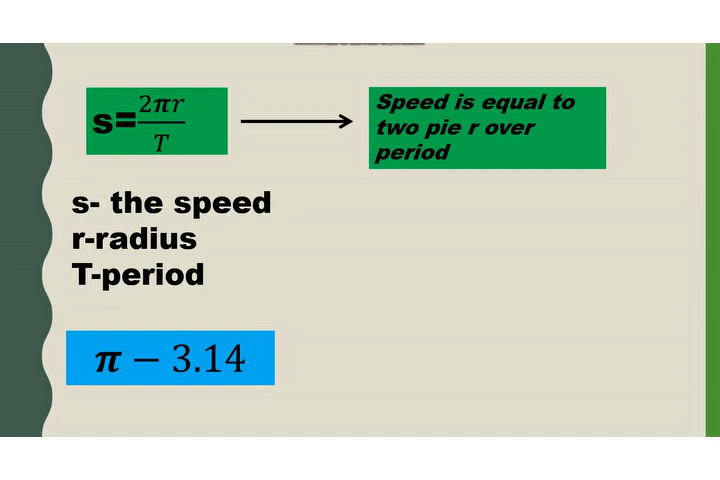 s=2πr/T
Speed is equal to
two pie r over
period
s- the speed
r-radius
T-period
π − 3.14